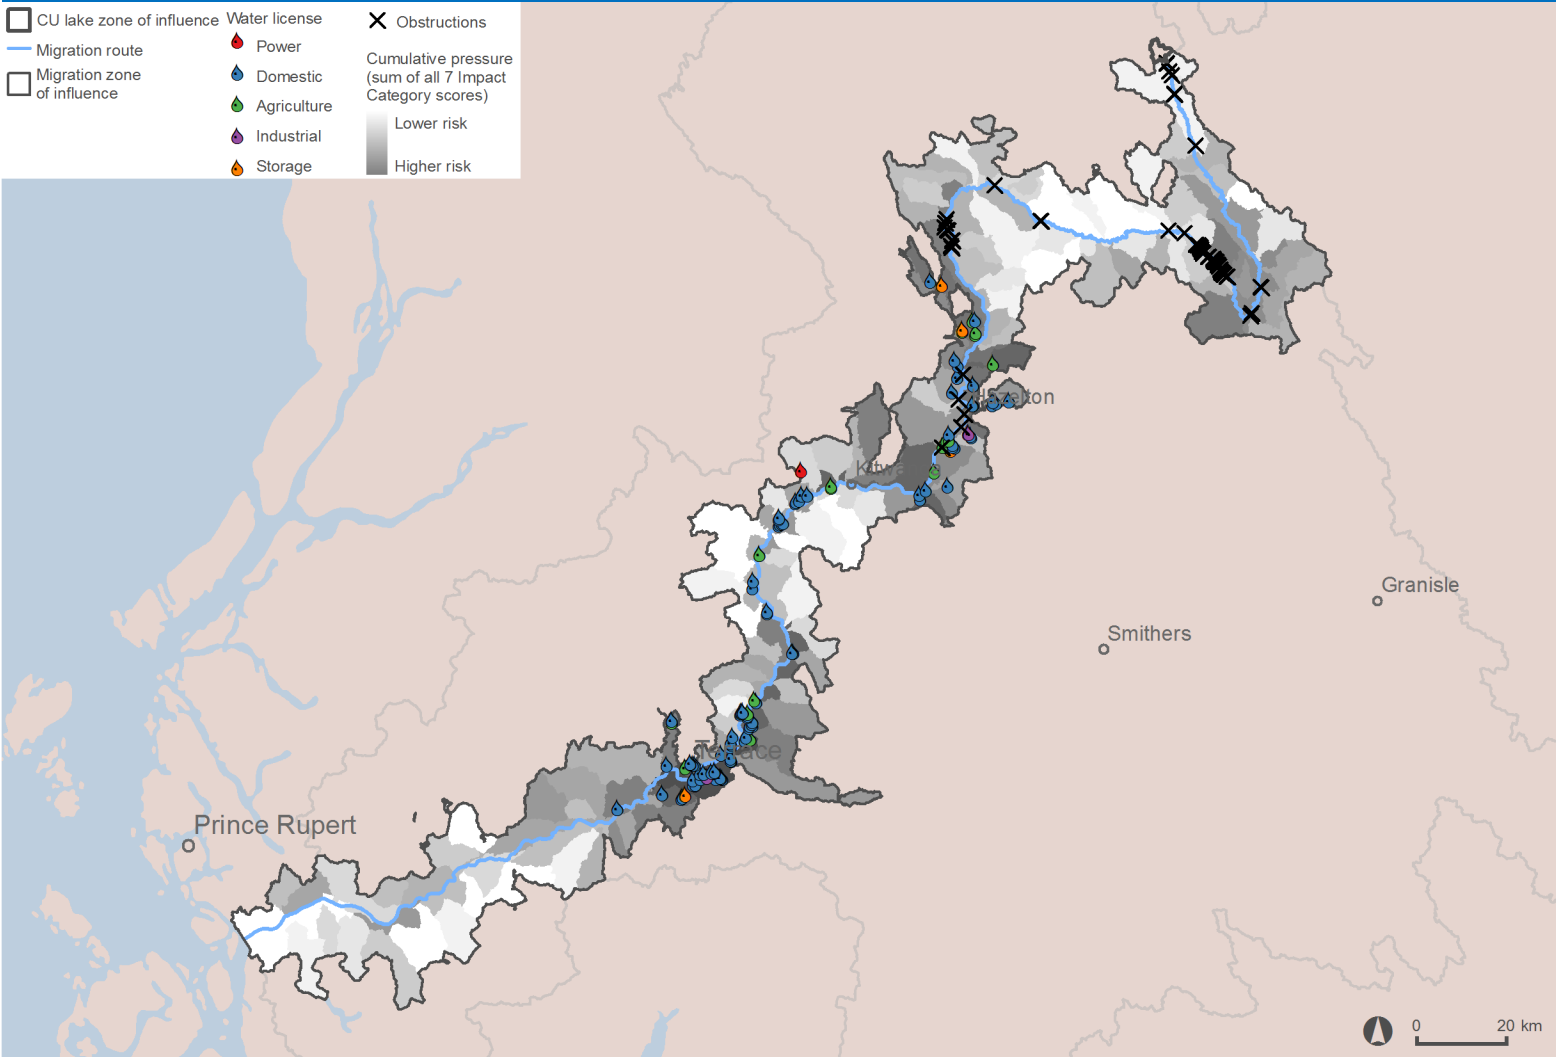 CU lake zone of influence
Migration route
Migration zone
of influence
Water license
Power
Domestic
Agriculture
Industrial
Storage
Obstructions
Cumulative pressure
(sum of all 7 Impact
Category scores)
Lower risk
Higher risk
Hazelton
Granisle
Smithers
Terrace
Prince Rupert
0
20 km